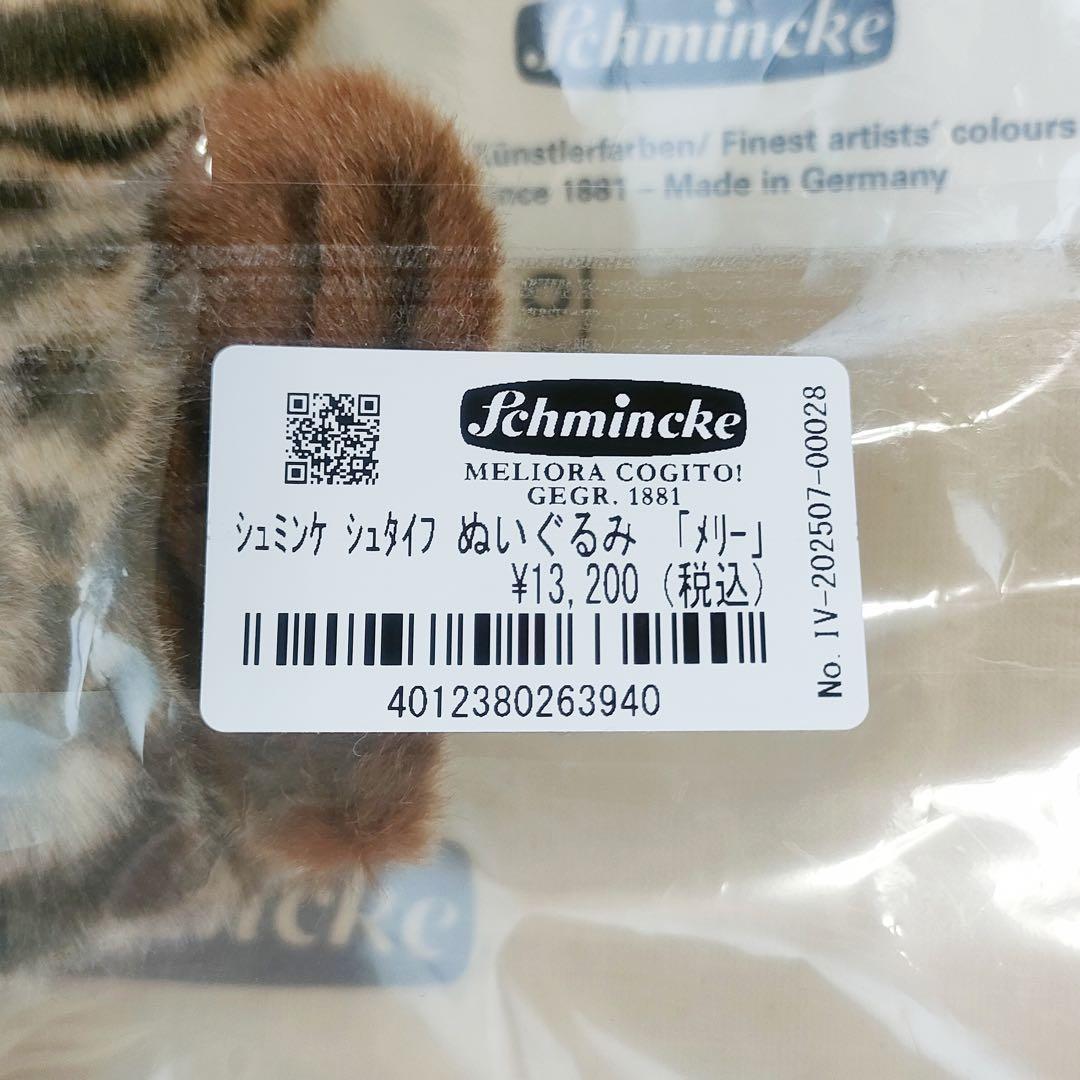 Schmincke
Künstlerfarben/ Finest artists' colours
since 1881 – Made in Germany
Schmincke
MELIORA COGITO!
GEGR. 1881
シュミンケ シュタイフ ぬいぐるみ 「メリー」
¥13,200（税込）
4012380263940
No. IV-202507-00028